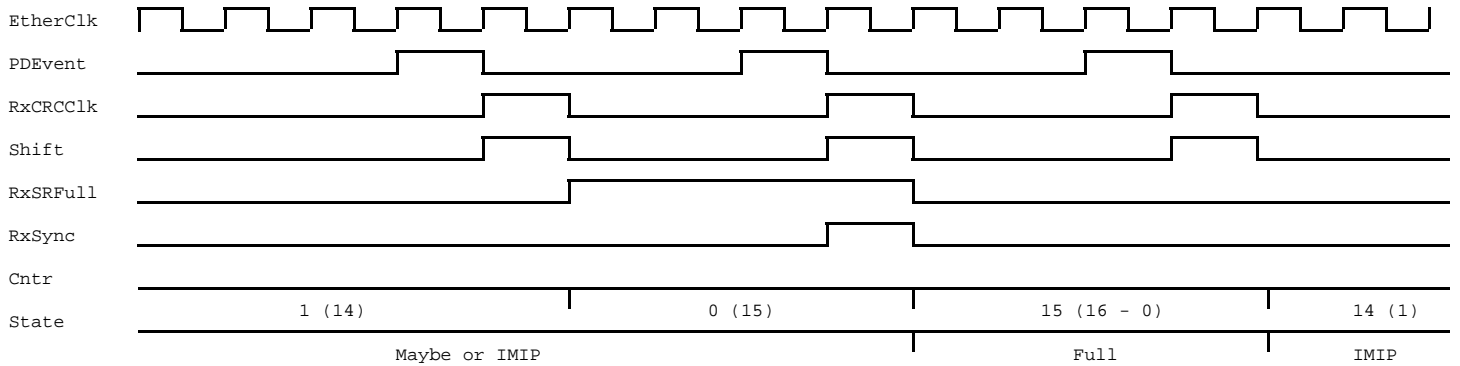 EtherClk
PDEvent
RxCRCClk
Shift
RxSRFull
RxSync
Cntr
1 (14) 0 (15) 15 (16 - 0) 14 (1)
State
Maybe or IMIP Full IMIP